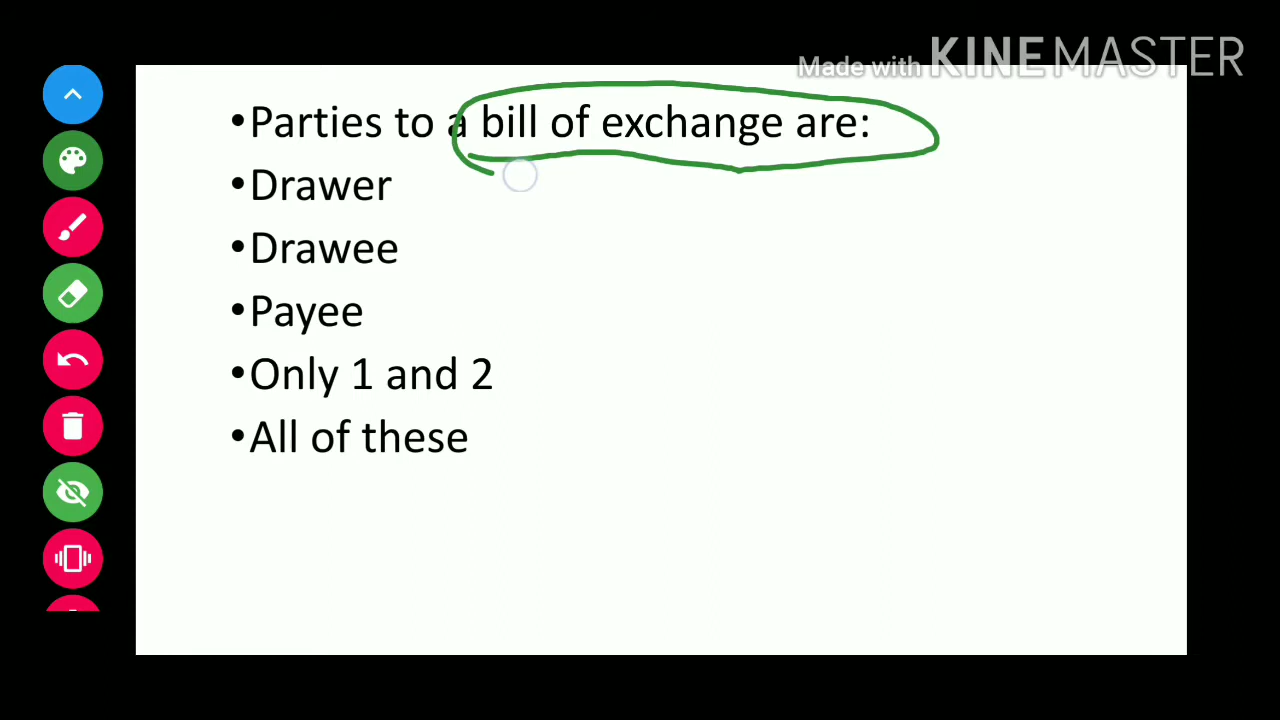 Made with KINEMASTER
•Parties to a bill of exchange are:
•Drawer
•Drawee
•Payee
•Only 1 and 2
•All of these